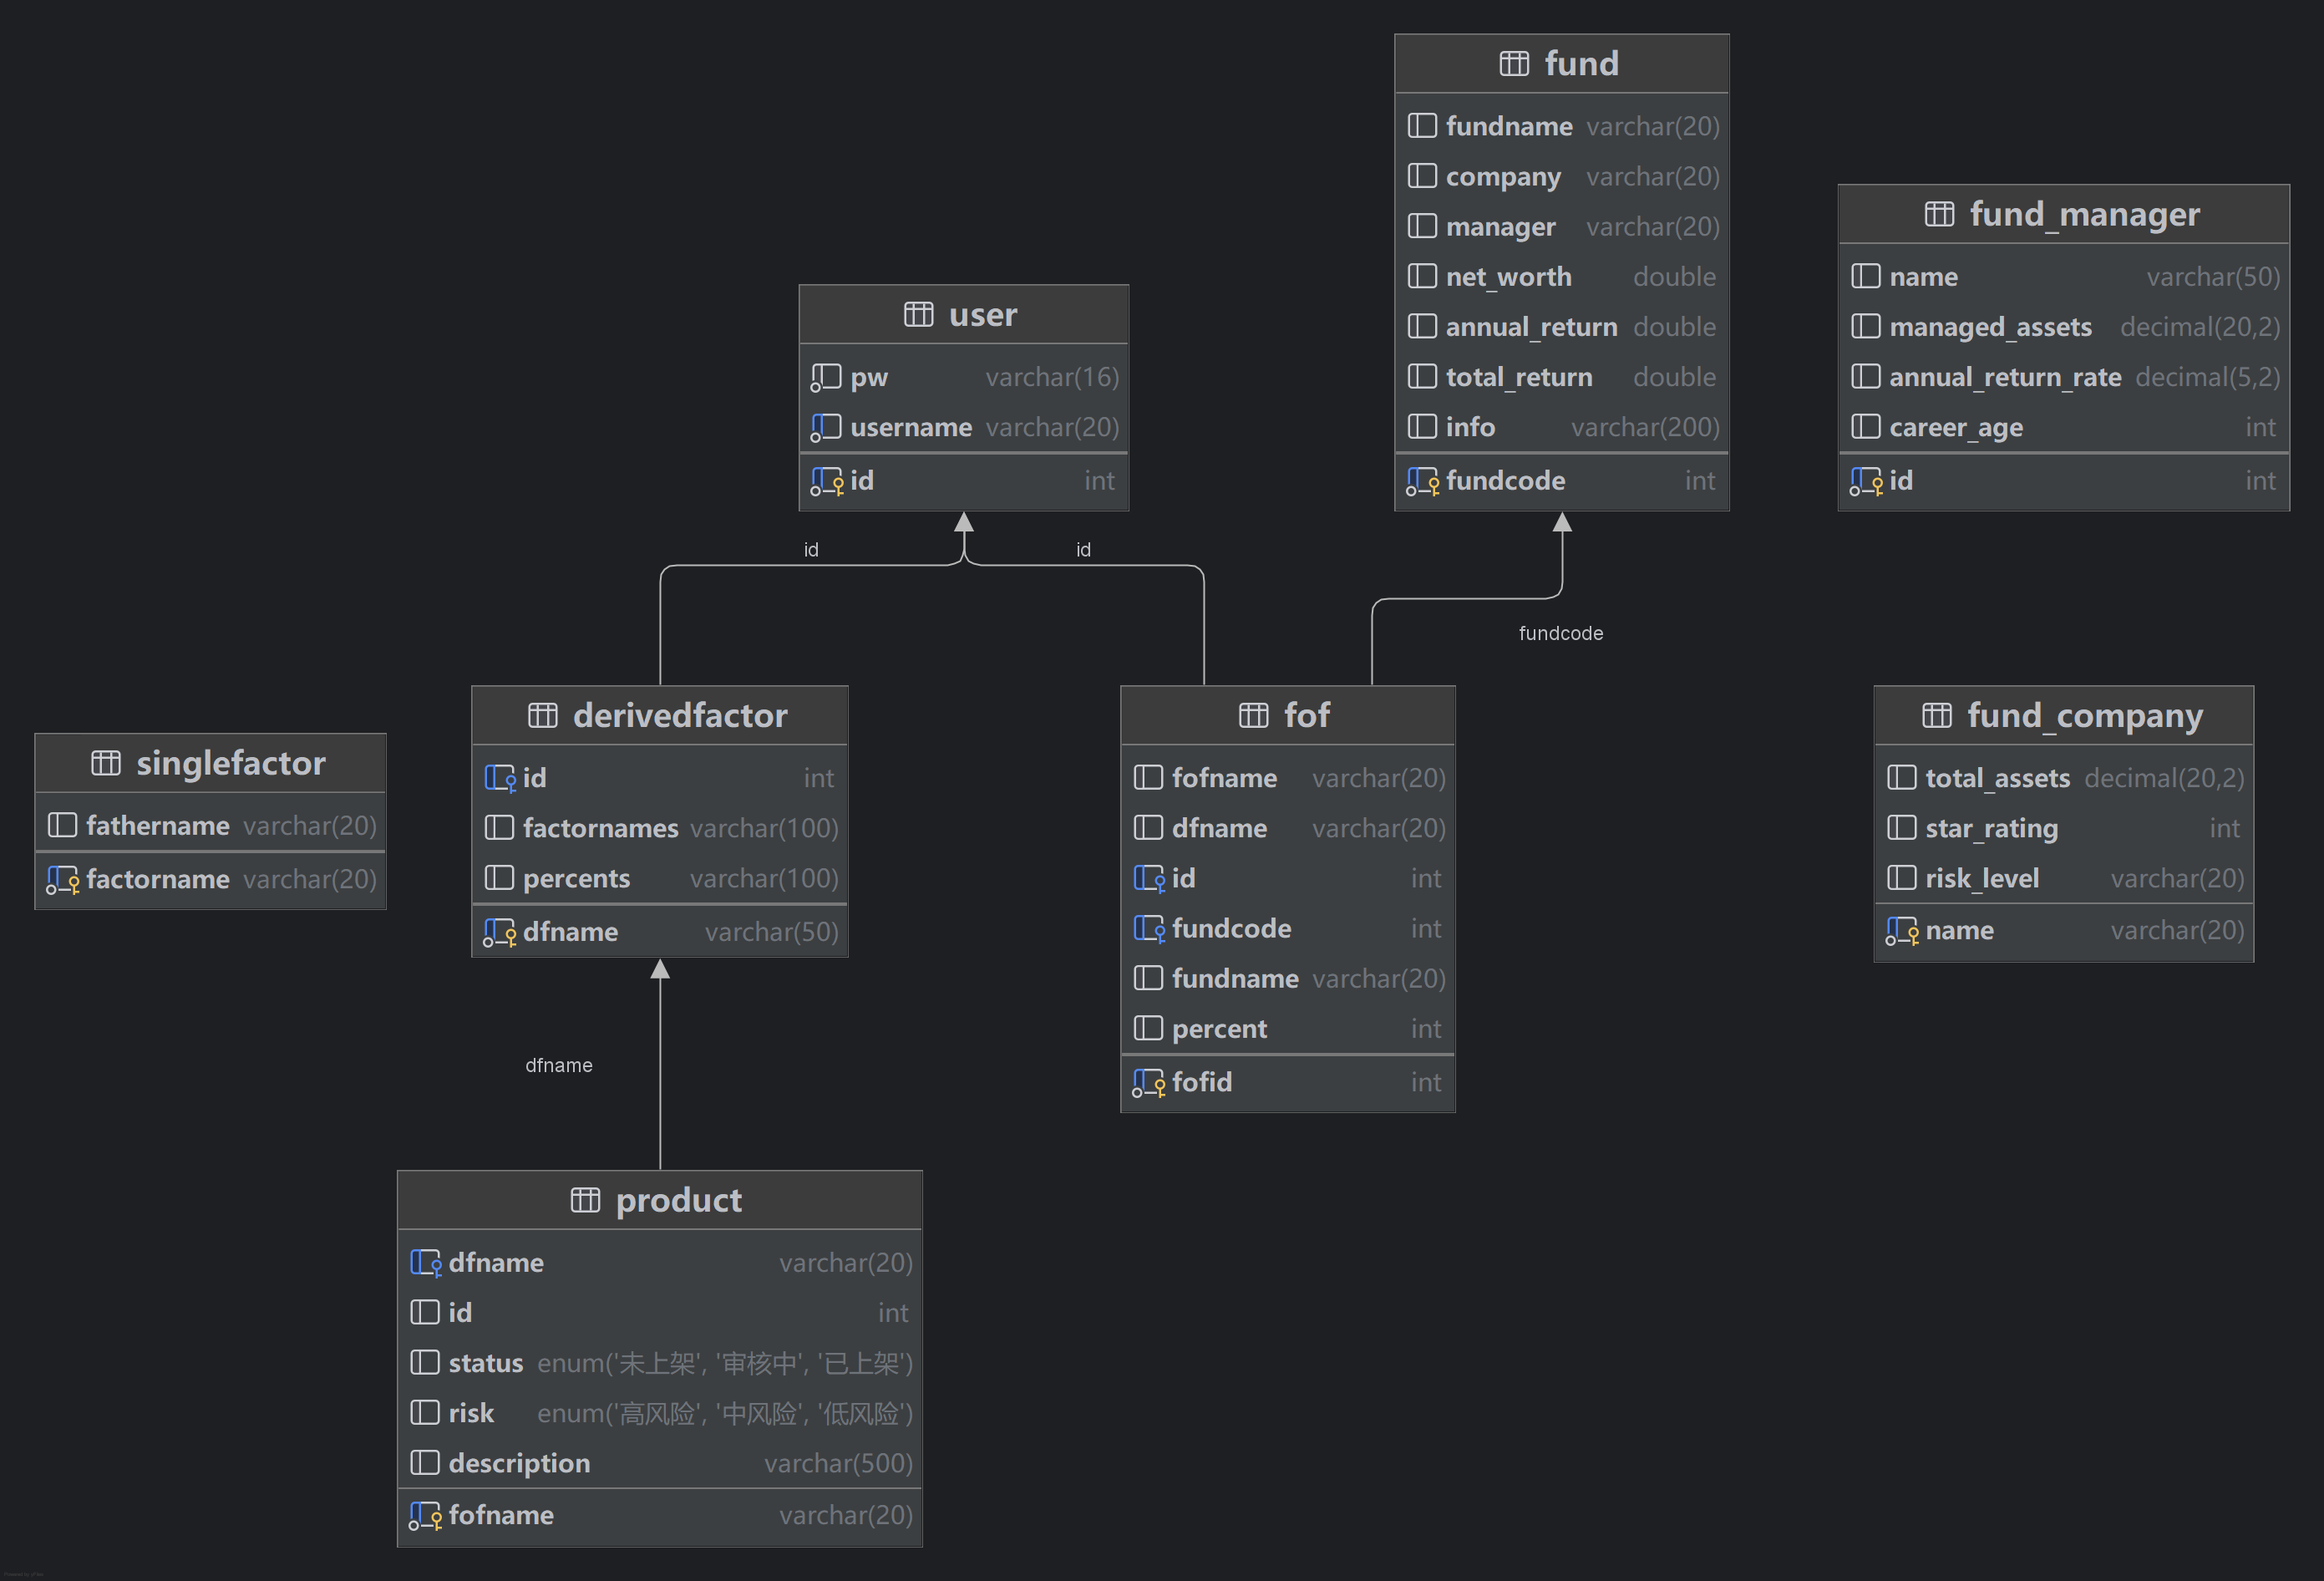 fund
fundname varchar(20)
company varchar(20)
manager varchar(20)
net_worth double
annual_return double
total_return double
info varchar(200)
fundcode int
fund_manager
name varchar(50)
managed_assets decimal(20,2)
annual_return_rate decimal(5,2)
career_age int
id int
user
pw varchar(16)
username varchar(20)
id int
id
id
fundcode
singlefactor
fathername varchar(20)
factorname varchar(20)
derivedfactor
id int
factornames varchar(100)
percents varchar(100)
dfname varchar(50)
fof
fofname varchar(20)
dfname varchar(20)
id int
fundcode int
fundname varchar(20)
percent int
fofid int
fund_company
total_assets decimal(20,2)
star_rating int
risk_level varchar(20)
name varchar(20)
dfname
product
dfname varchar(20)
id int
status enum('未上架', '审核中', '已上架')
risk enum('高风险', '中风险', '低风险')
description varchar(500)
fofname varchar(20)